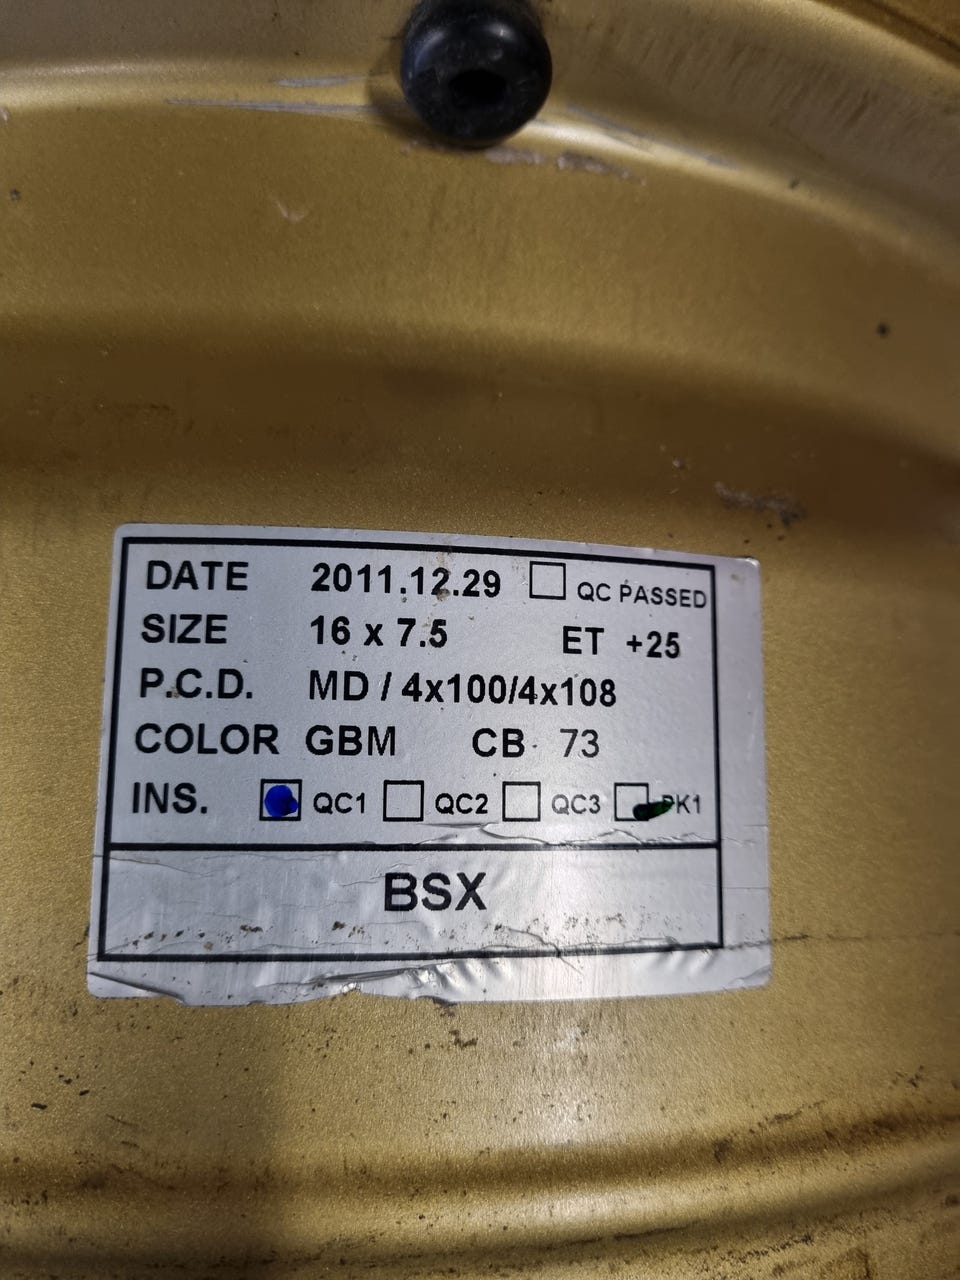 DATE 2011.12.29 QC PASSED
SIZE 16 x 7.5 ET +25
P.C.D. MD / 4x100/4x108
COLOR GBM CB 73
INS. QC1 QC2 QC3 PK1
BSX